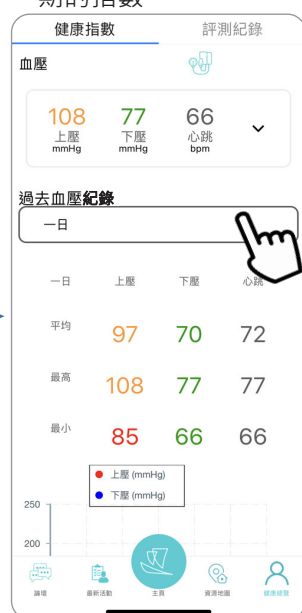 健康指數
評測紀錄
血壓
108 77 66
上壓 下壓 心跳
mmHg mmHg bpm
過去血壓紀錄
一日
一日 上壓 下壓 心跳
平均 97 70 72
最高 108 77 77
最小 85 66 66
上壓 (mmHg)
下壓 (mmHg)
250
200
論壇 最新活動 主頁 資源地圖 健康總覽